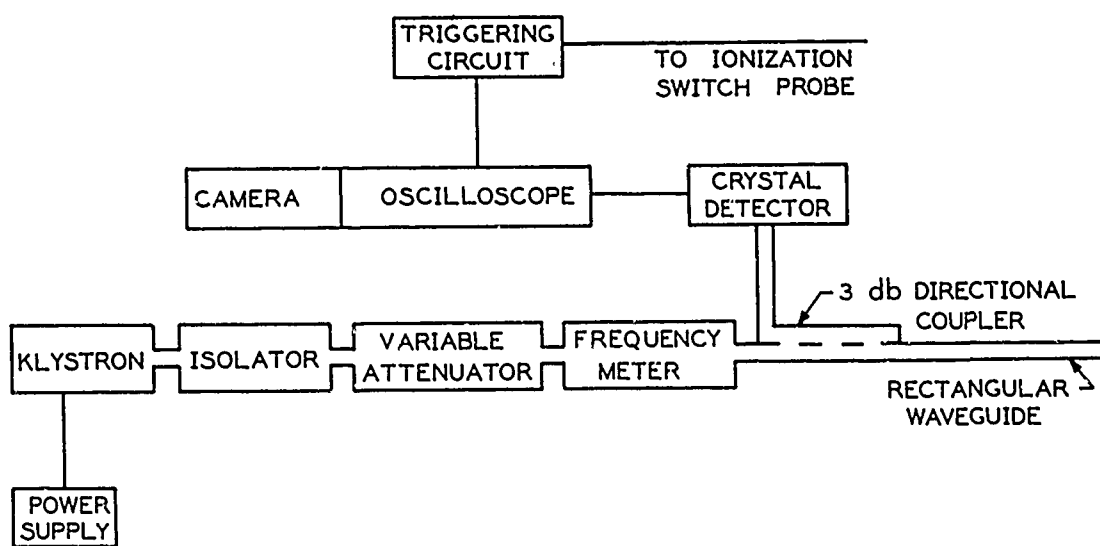 TRIGGERING
CIRCUIT
TO IONIZATION
SWITCH PROBE
CAMERA
OSCILLOSCOPE
CRYSTAL
DETECTOR
3 db DIRECTIONAL
COUPLER
KLYSTRON
ISOLATOR
VARIABLE
ATTENUATOR
FREQUENCY
METER
RECTANGULAR
WAVEGUIDE
POWER
SUPPLY